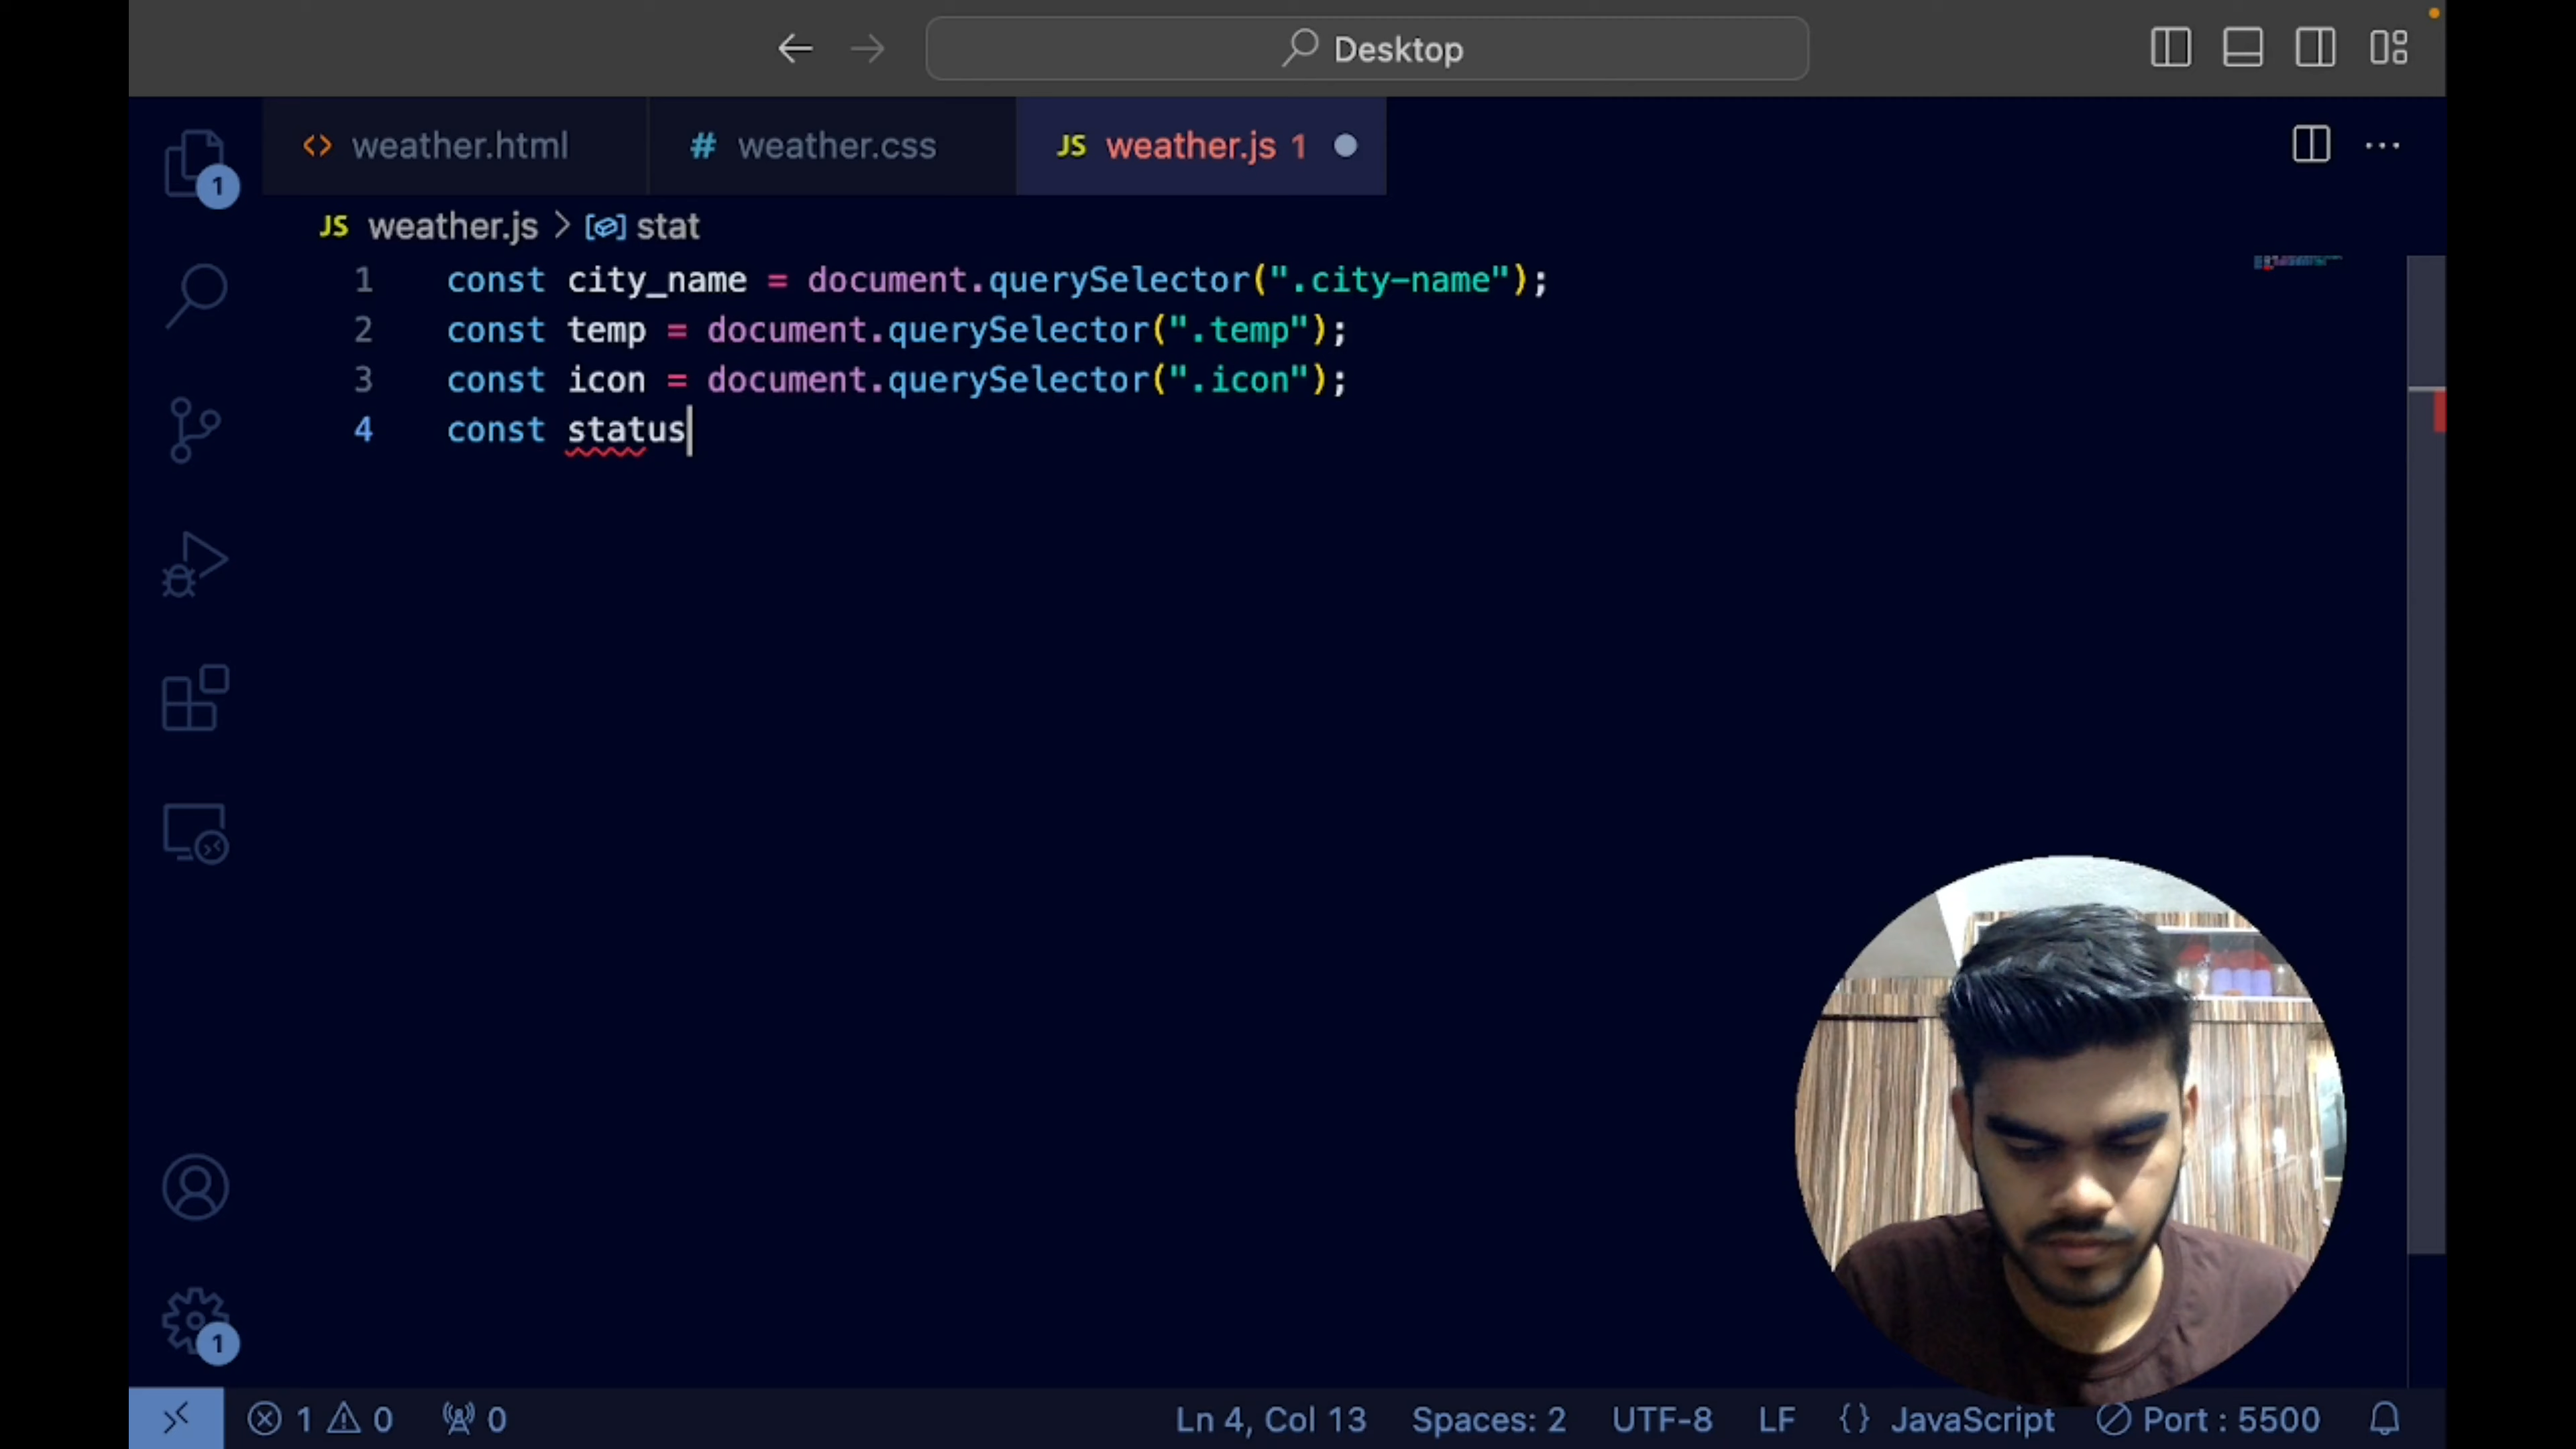 Desktop
weather.html
# weather.css
JS weather.js 1
1
JS weather.js > stat
1 const city_name = document.querySelector(".city-name");
2 const temp = document.querySelector(".temp");
3 const icon = document.querySelector(".icon");
4 const status
1
1 0 0
Ln 4, Col 13 Spaces: 2 UTF-8 LF {} JavaScript Port : 5500